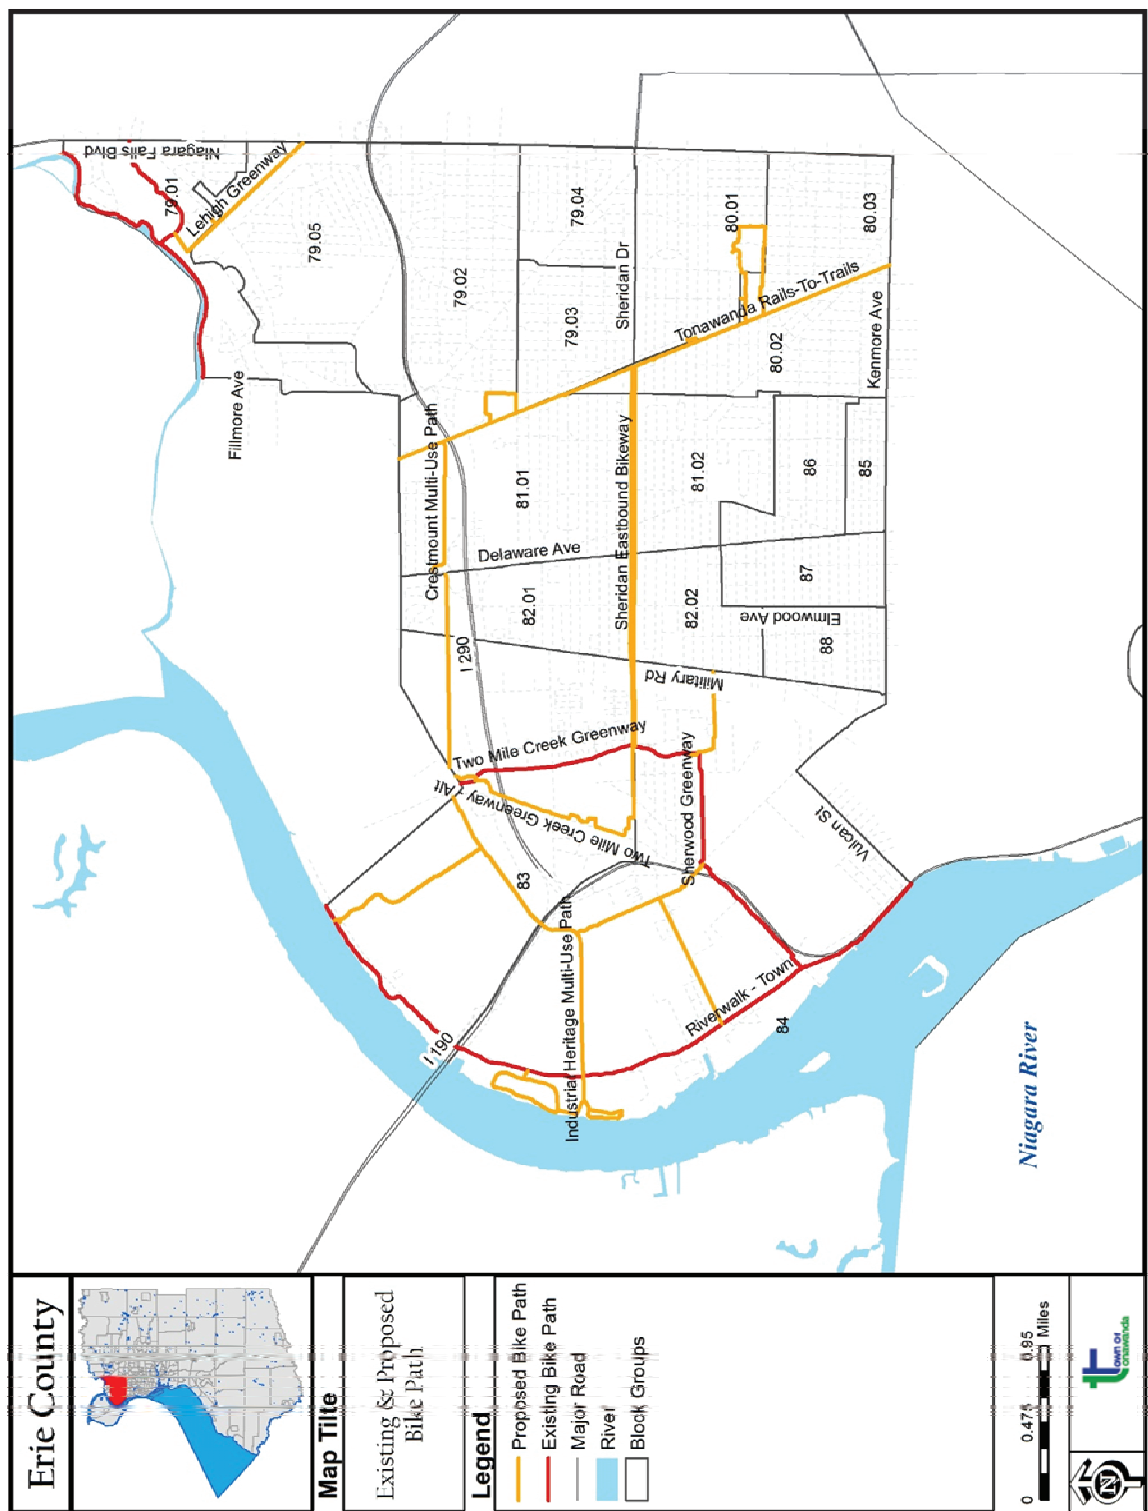 Erie County
Map Tilte
Existing & Proposed
Bike Path
Legend
Proposed Bike Path
Existing Bike Path
Major Road
River
Block Groups
0 0.475 0.95
Miles
N
town of
tonawanda
Niagara Falls Blvd
79.01
Lehigh Greenway
79.05
79.02
79.04
79.03
Sheridan Dr
80.01
80.03
Tonawanda Rails-To-Trails
80.02
Kenmore Ave
Fillmore Ave
Crestmount Multi-Use Path
81.01
Sheridan Eastbound Bikeway
81.02
86
85
Delaware Ave
82.01
82.02
87
Elmwood Ave
88
I 290
Military Rd
Two Mile Creek Greenway
Two Mile Creek Greenway - Alt
Sherwood Greenway
Vulcan St
83
Industrial Heritage Multi-Use Path
Riverwalk - Town
84
I 190
Niagara River